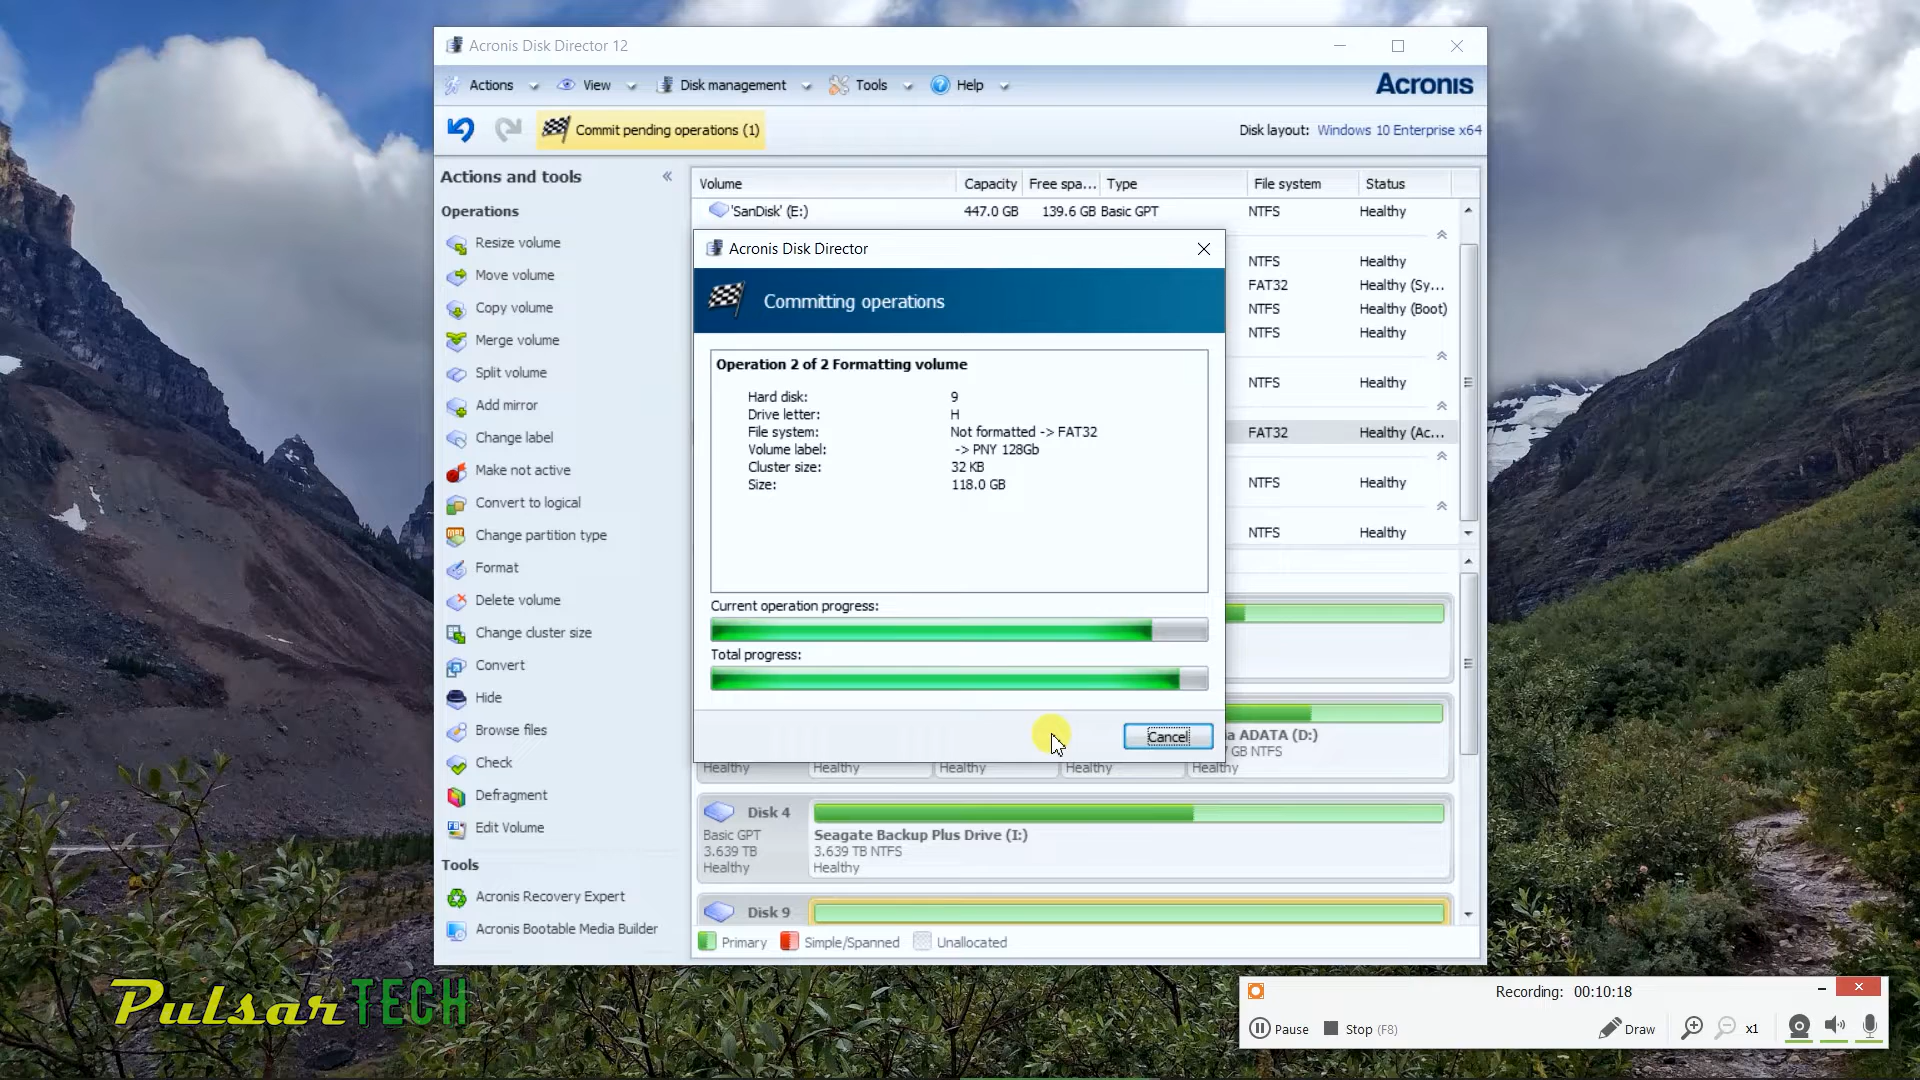 Acronis Disk Director 12
Actions View Disk management Tools Help Acronis
Commit pending operations (1) Disk layout: Windows 10 Enterprise x64
Actions and tools
Operations
Resize volume
Move volume
Copy volume
Merge volume
Split volume
Add mirror
Change label
Make not active
Convert to logical
Change partition type
Format
Delete volume
Change cluster size
Convert
Hide
Browse files
Check
Defragment
Edit Volume
Tools
Acronis Recovery Expert
Acronis Bootable Media Builder
Volume Capacity Free spa... Type File system Status
'SanDisk' (E:) 447.0 GB 139.6 GB Basic GPT NTFS Healthy
NTFS Healthy
FAT32 Healthy (Sy...
NTFS Healthy (Boot)
NTFS Healthy
NTFS Healthy
FAT32 Healthy (Ac...
NTFS Healthy
NTFS Healthy
Acronis Disk Director
Committing operations
Operation 2 of 2 Formatting volume
Hard disk: 9
Drive letter: H
File system: Not formatted -> FAT32
Volume label: -> PNY 128Gb
Cluster size: 32 KB
Size: 118.0 GB
Current operation progress:
Total progress:
Cancel
ADATA (D:)
GB NTFS
Healthy Healthy Healthy Healthy Healthy
Disk 4
Basic GPT
3.639 TB
Healthy
Seagate Backup Plus Drive (I:)
3.639 TB NTFS
Healthy
Disk 9
Primary Simple/Spanned Unallocated
Pulsar TECH
Recording: 00:10:18
Pause Stop (F8) Draw x1